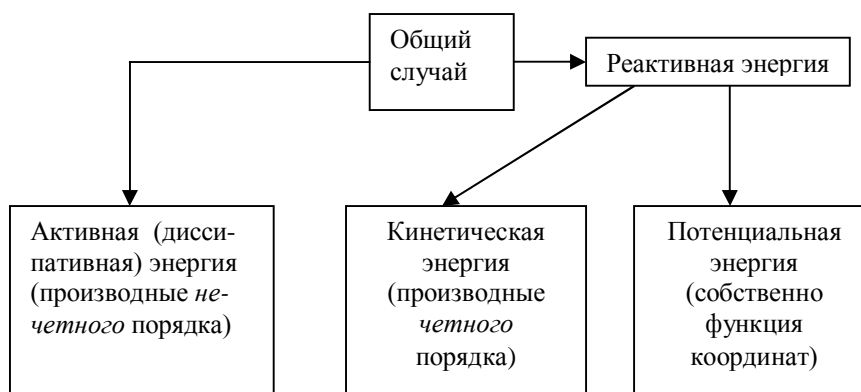 Общий
случай
Реактивная энергия
Активная (дисси-
пативная) энергия
(производные не-
четного порядка)
Кинетическая
энергия
(производные
четного
порядка)
Потенциальная
энергия
(собственно
функция
координат)